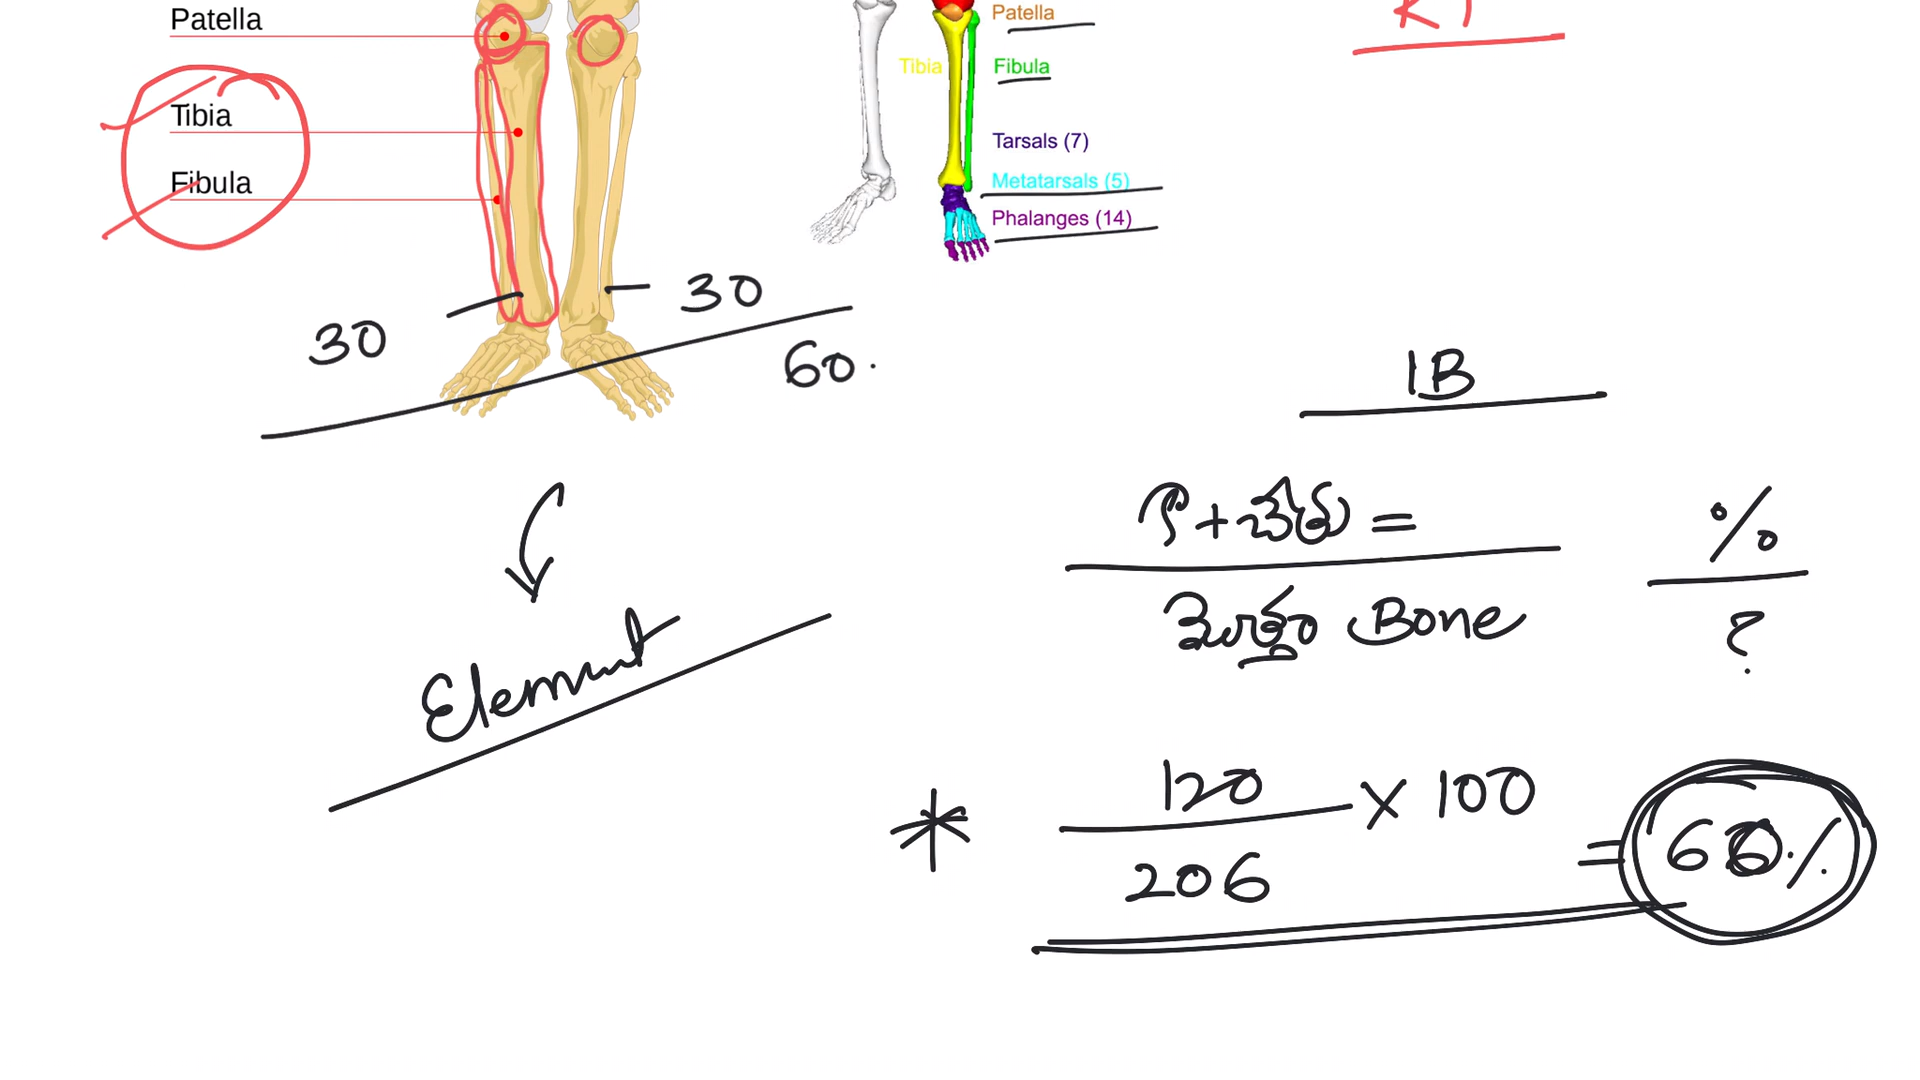 Patella
Tibia
Fibula
30
30
60.
Patella
Tibia
Fibula
Tarsals (7)
Metatarsals (5)
Phalanges (14)
Element
1B
%
Bone
?
* 120 × 100
206
= 60%